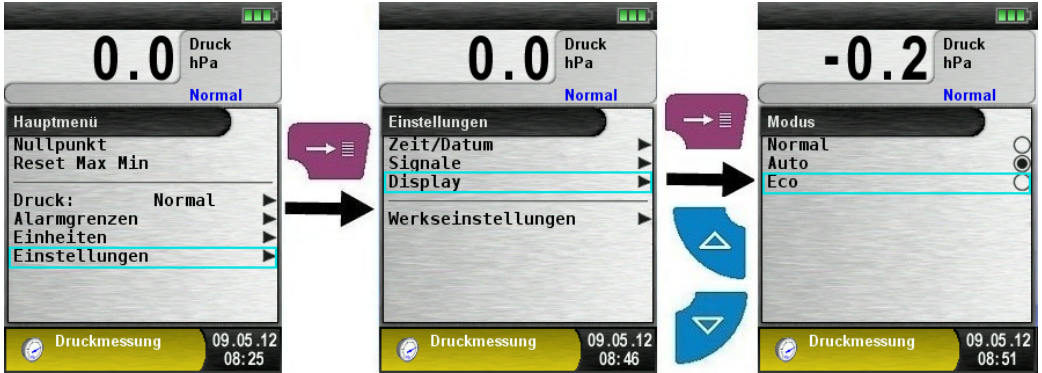 0.0 Druck
hPa
Normal
Hauptmenü
Nullpunkt
Reset Max Min
Druck: Normal
Alarmgrenzen
Einheiten
Einstellungen
Druckmessung 09.05.12
08:25
0.0 Druck
hPa
Normal
Einstellungen
Zeit/Datum
Signale
Display
Werkseinstellungen
Druckmessung 09.05.12
08:46
-0.2 Druck
hPa
Normal
Modus
Normal
Auto
Eco
Druckmessung 09.05.12
08:51